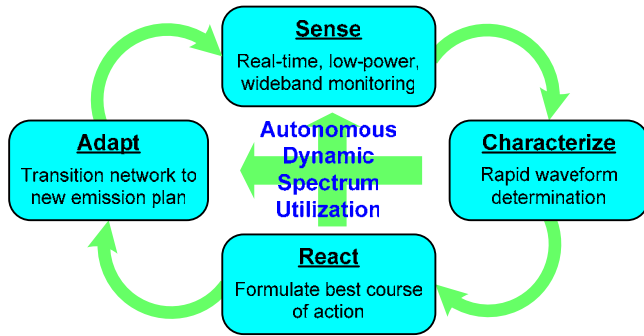 Sense
Real-time, low-power,
wideband monitoring
Autonomous
Dynamic
Spectrum
Utilization
Adapt
Transition network to
new emission plan
Characterize
Rapid waveform
determination
React
Formulate best course
of action